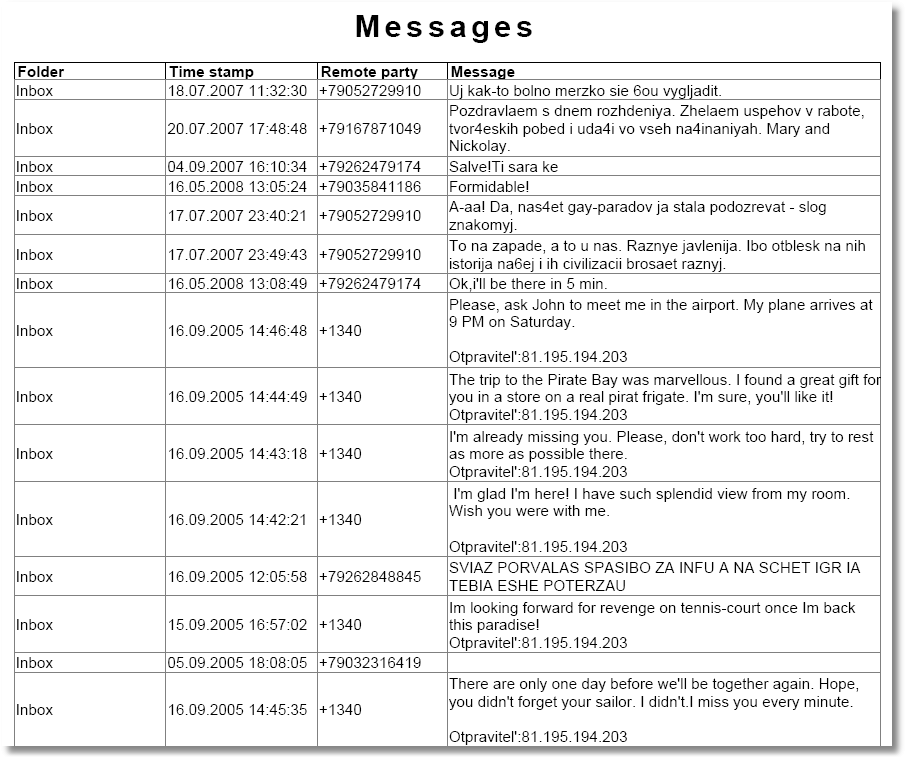 Messages
Folder Time stamp Remote party Message
Inbox 18.07.2007 11:32:30 +79052729910 Uj kak-to bolno merzko sie 6ou vygljadit.
Inbox 20.07.2007 17:48:48 +79167871049 Pozdravlaem s dnem rozhdeniya. Zhelaem uspehov v rabote,
tvor4eskih pobed i uda4i vo vseh na4inaniyah. Mary and
Nickolay.
Inbox 04.09.2007 16:10:34 +79262479174 Salve!Ti sara ke
Inbox 16.05.2008 13:05:24 +79035841186 Formidable!
Inbox 17.07.2007 23:40:21 +79052729910 A-aa! Da, nas4et gay-paradov ja stala podozrevat - slog
znakomyj.
Inbox 17.07.2007 23:49:43 +79052729910 To na zapade, a to u nas. Raznye javlenija. Ibo otblesk na nih
istorija na6ej i ih civilizacii brosaet raznyj.
Inbox 16.05.2008 13:08:49 +79262479174 Ok,i'll be there in 5 min.
Inbox 16.09.2005 14:46:48 +1340 Please, ask John to meet me in the airport. My plane arrives at
9 PM on Saturday.
Otpravitel':81.195.194.203
Inbox 16.09.2005 14:44:49 +1340 The trip to the Pirate Bay was marvellous. I found a great gift for
you in a store on a real pirat frigate. I'm sure, you'll like it!
Otpravitel':81.195.194.203
Inbox 16.09.2005 14:43:18 +1340 I'm already missing you. Please, don't work too hard, try to rest
as more as possible there.
Otpravitel':81.195.194.203
Inbox 16.09.2005 14:42:21 +1340 I'm glad I'm here! I have such splendid view from my room.
Wish you were with me.
Otpravitel':81.195.194.203
Inbox 16.09.2005 12:05:58 +79262848845 SVIAZ PORVALAS SPASIBO ZA INFU A NA SCHET IGR IA
TEBIA ESHE POTERZAU
Inbox 15.09.2005 16:57:02 +1340 Im looking forward for revenge on tennis-court once Im back
this paradise!
Otpravitel':81.195.194.203
Inbox 05.09.2005 18:08:05 +79032316419
Inbox 16.09.2005 14:45:35 +1340 There are only one day before we'll be together again. Hope,
you didn't forget your sailor. I didn't.I miss you every minute.
Otpravitel':81.195.194.203